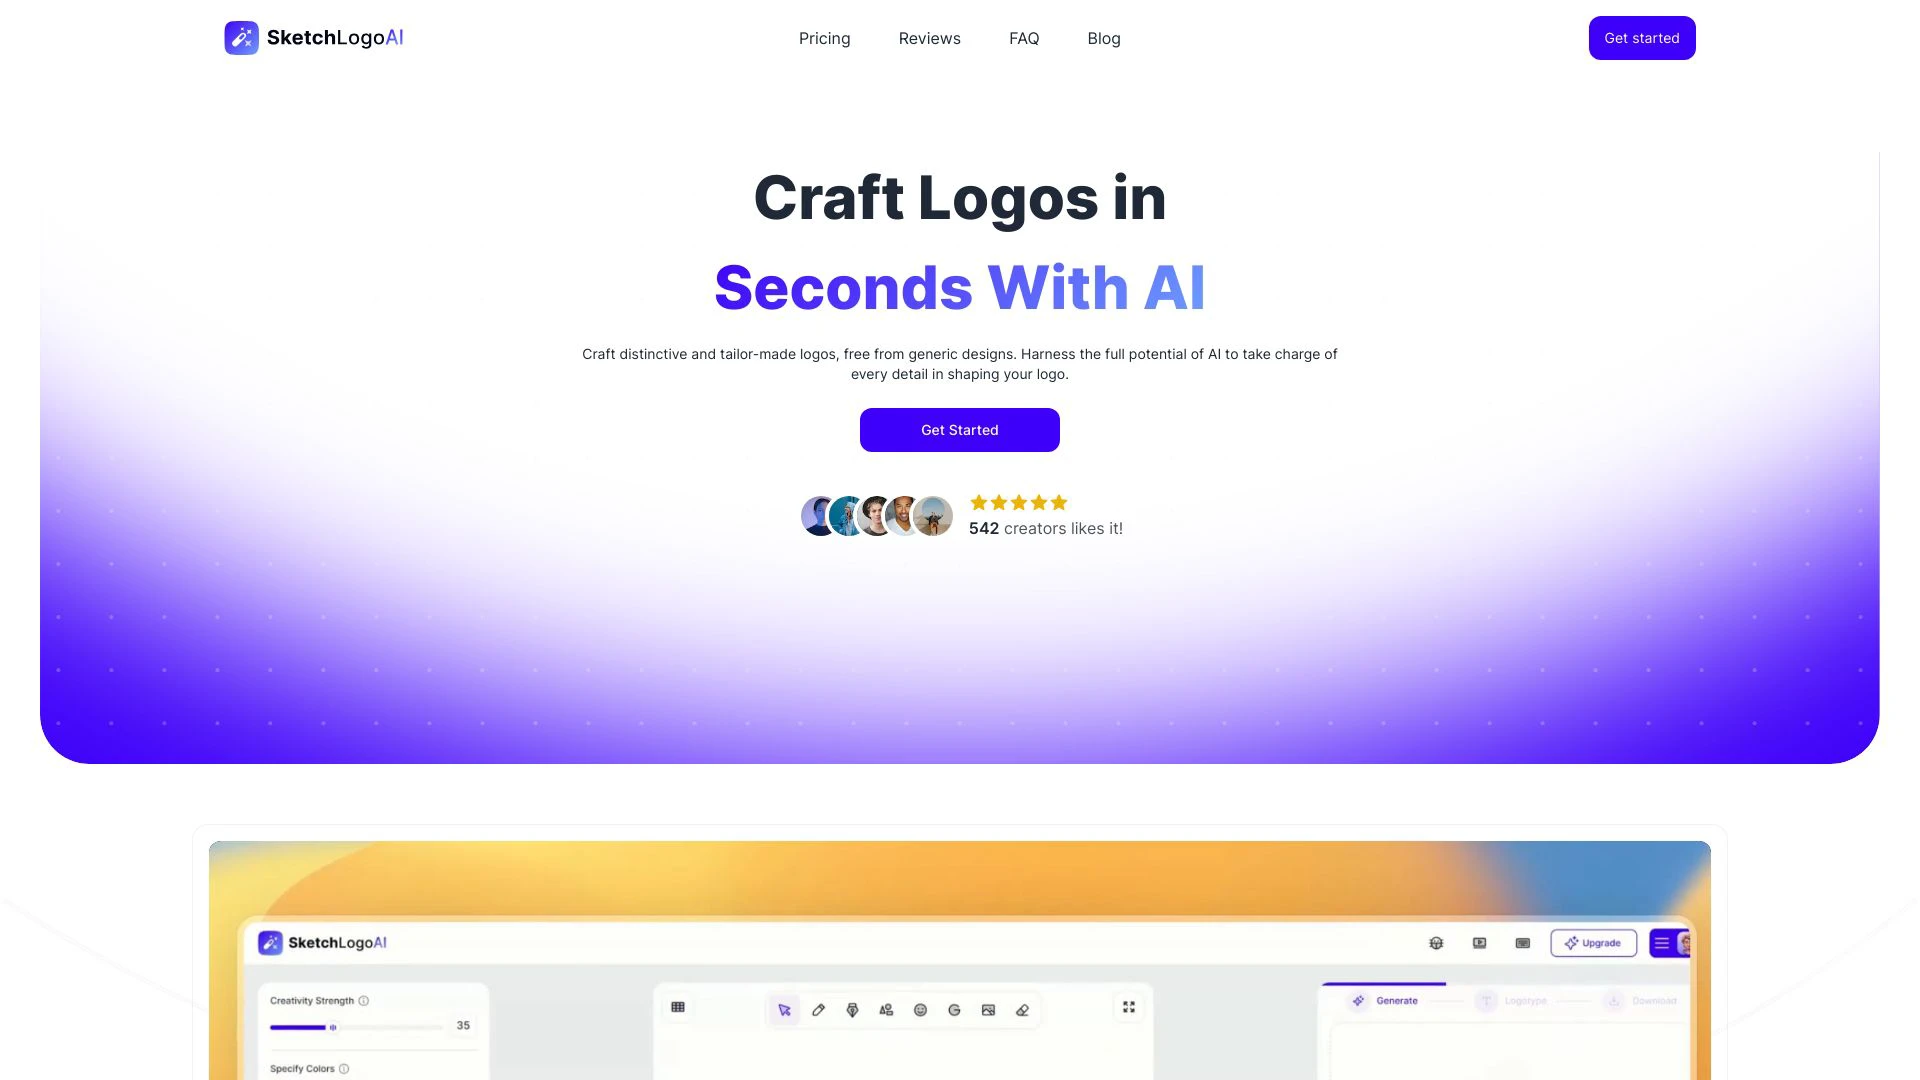 SketchLogoAI
Pricing
Reviews
FAQ
Blog
Get started
Craft Logos in
Seconds With AI
Craft distinctive and tailor-made logos, free from generic designs. Harness the full potential of AI to take charge of
every detail in shaping your logo.
Get Started
542 creators likes it!
SketchLogoAI
Upgrade
Creativity Strength
35
Specify Colors
Generate
Logotype
Download